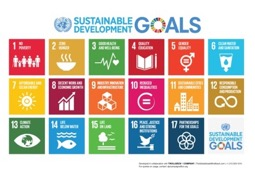 SUSTAINABLE
DEVELOPMENT
GOALS
1 NO
POVERTY
2 ZERO
HUNGER
3 GOOD HEALTH
AND WELL-BEING
4 QUALITY
EDUCATION
5 GENDER
EQUALITY
6 CLEAN WATER
AND SANITATION
7 AFFORDABLE AND
CLEAN ENERGY
8 DECENT WORK AND
ECONOMIC GROWTH
9 INDUSTRY, INNOVATION
AND INFRASTRUCTURE
10 REDUCED
INEQUALITIES
11 SUSTAINABLE CITIES
AND COMMUNITIES
12 RESPONSIBLE
CONSUMPTION
AND PRODUCTION
13 CLIMATE
ACTION
14 LIFE
BELOW WATER
15 LIFE
ON LAND
16 PEACE, JUSTICE
AND STRONG
INSTITUTIONS
17 PARTNERSHIPS
FOR THE GOALS
SUSTAINABLE
DEVELOPMENT
GOALS